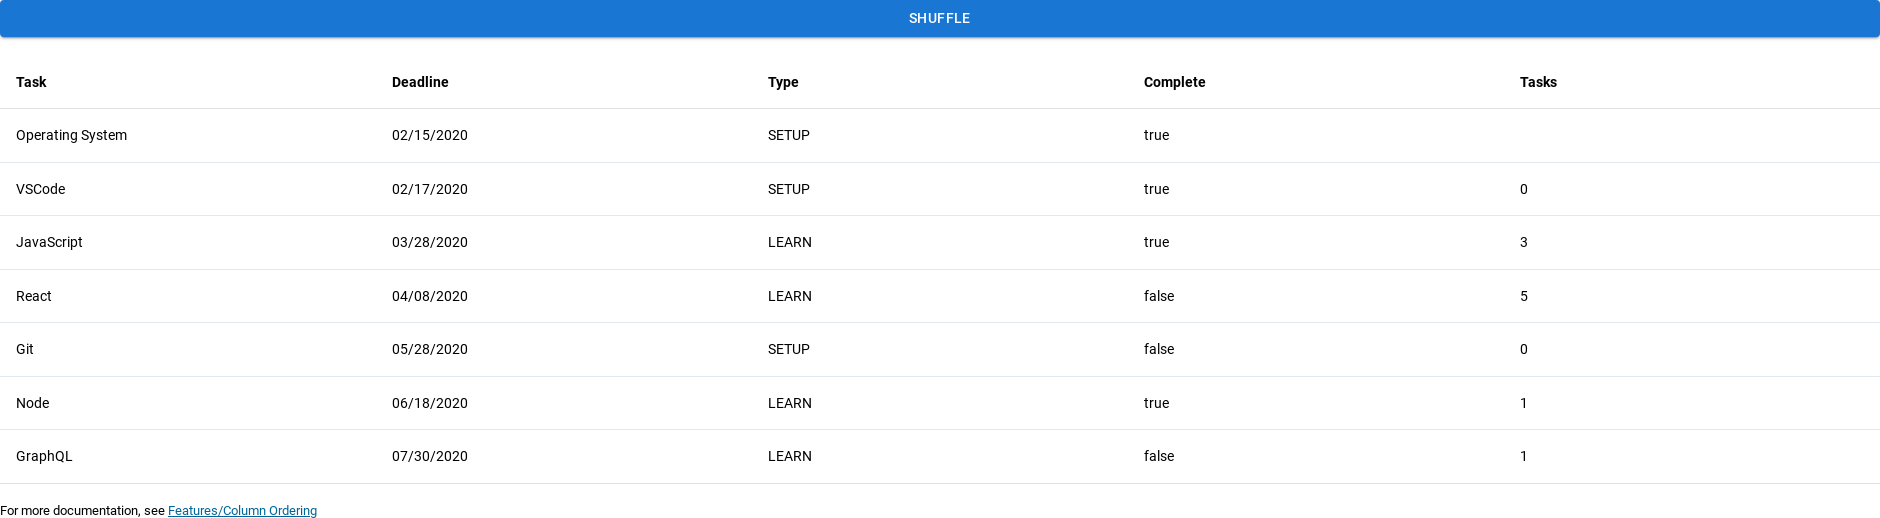 SHUFFLE
Task Deadline Type Complete Tasks
Operating System 02/15/2020 SETUP true
VSCode 02/17/2020 SETUP true 0
JavaScript 03/28/2020 LEARN true 3
React 04/08/2020 LEARN false 5
Git 05/28/2020 SETUP false 0
Node 06/18/2020 LEARN true 1
GraphQL 07/30/2020 LEARN false 1
For more documentation, see Features/Column Ordering